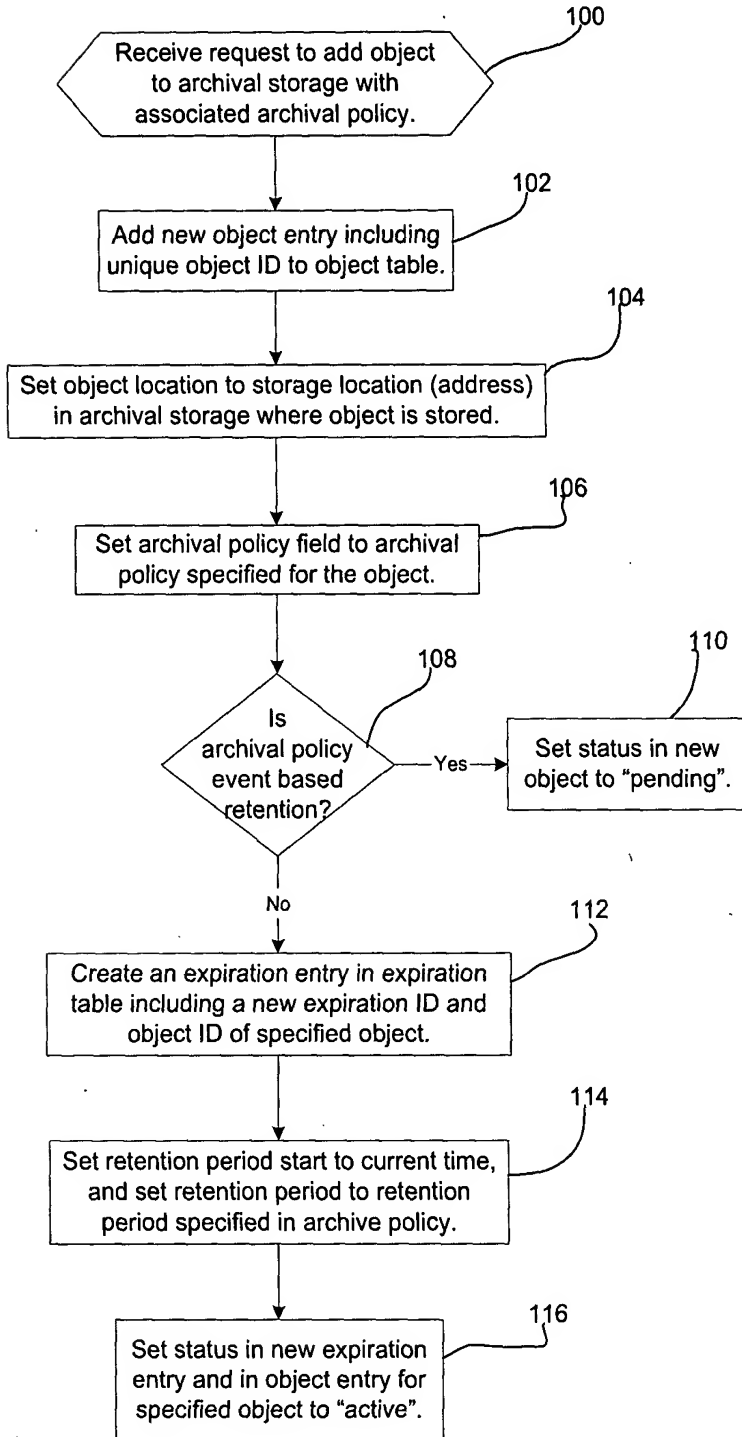 100
Receive request to add object
to archival storage with
associated archival policy.
102
Add new object entry including
unique object ID to object table.
104
Set object location to storage location (address)
in archival storage where object is stored.
106
Set archival policy field to archival
policy specified for the object.
108
Is
archival policy
event based
retention?
Yes
110
Set status in new
object to “pending”.
No
112
Create an expiration entry in expiration
table including a new expiration ID and
object ID of specified object.
114
Set retention period start to current time,
and set retention period to retention
period specified in archive policy.
116
Set status in new expiration
entry and in object entry for
specified object to “active”.